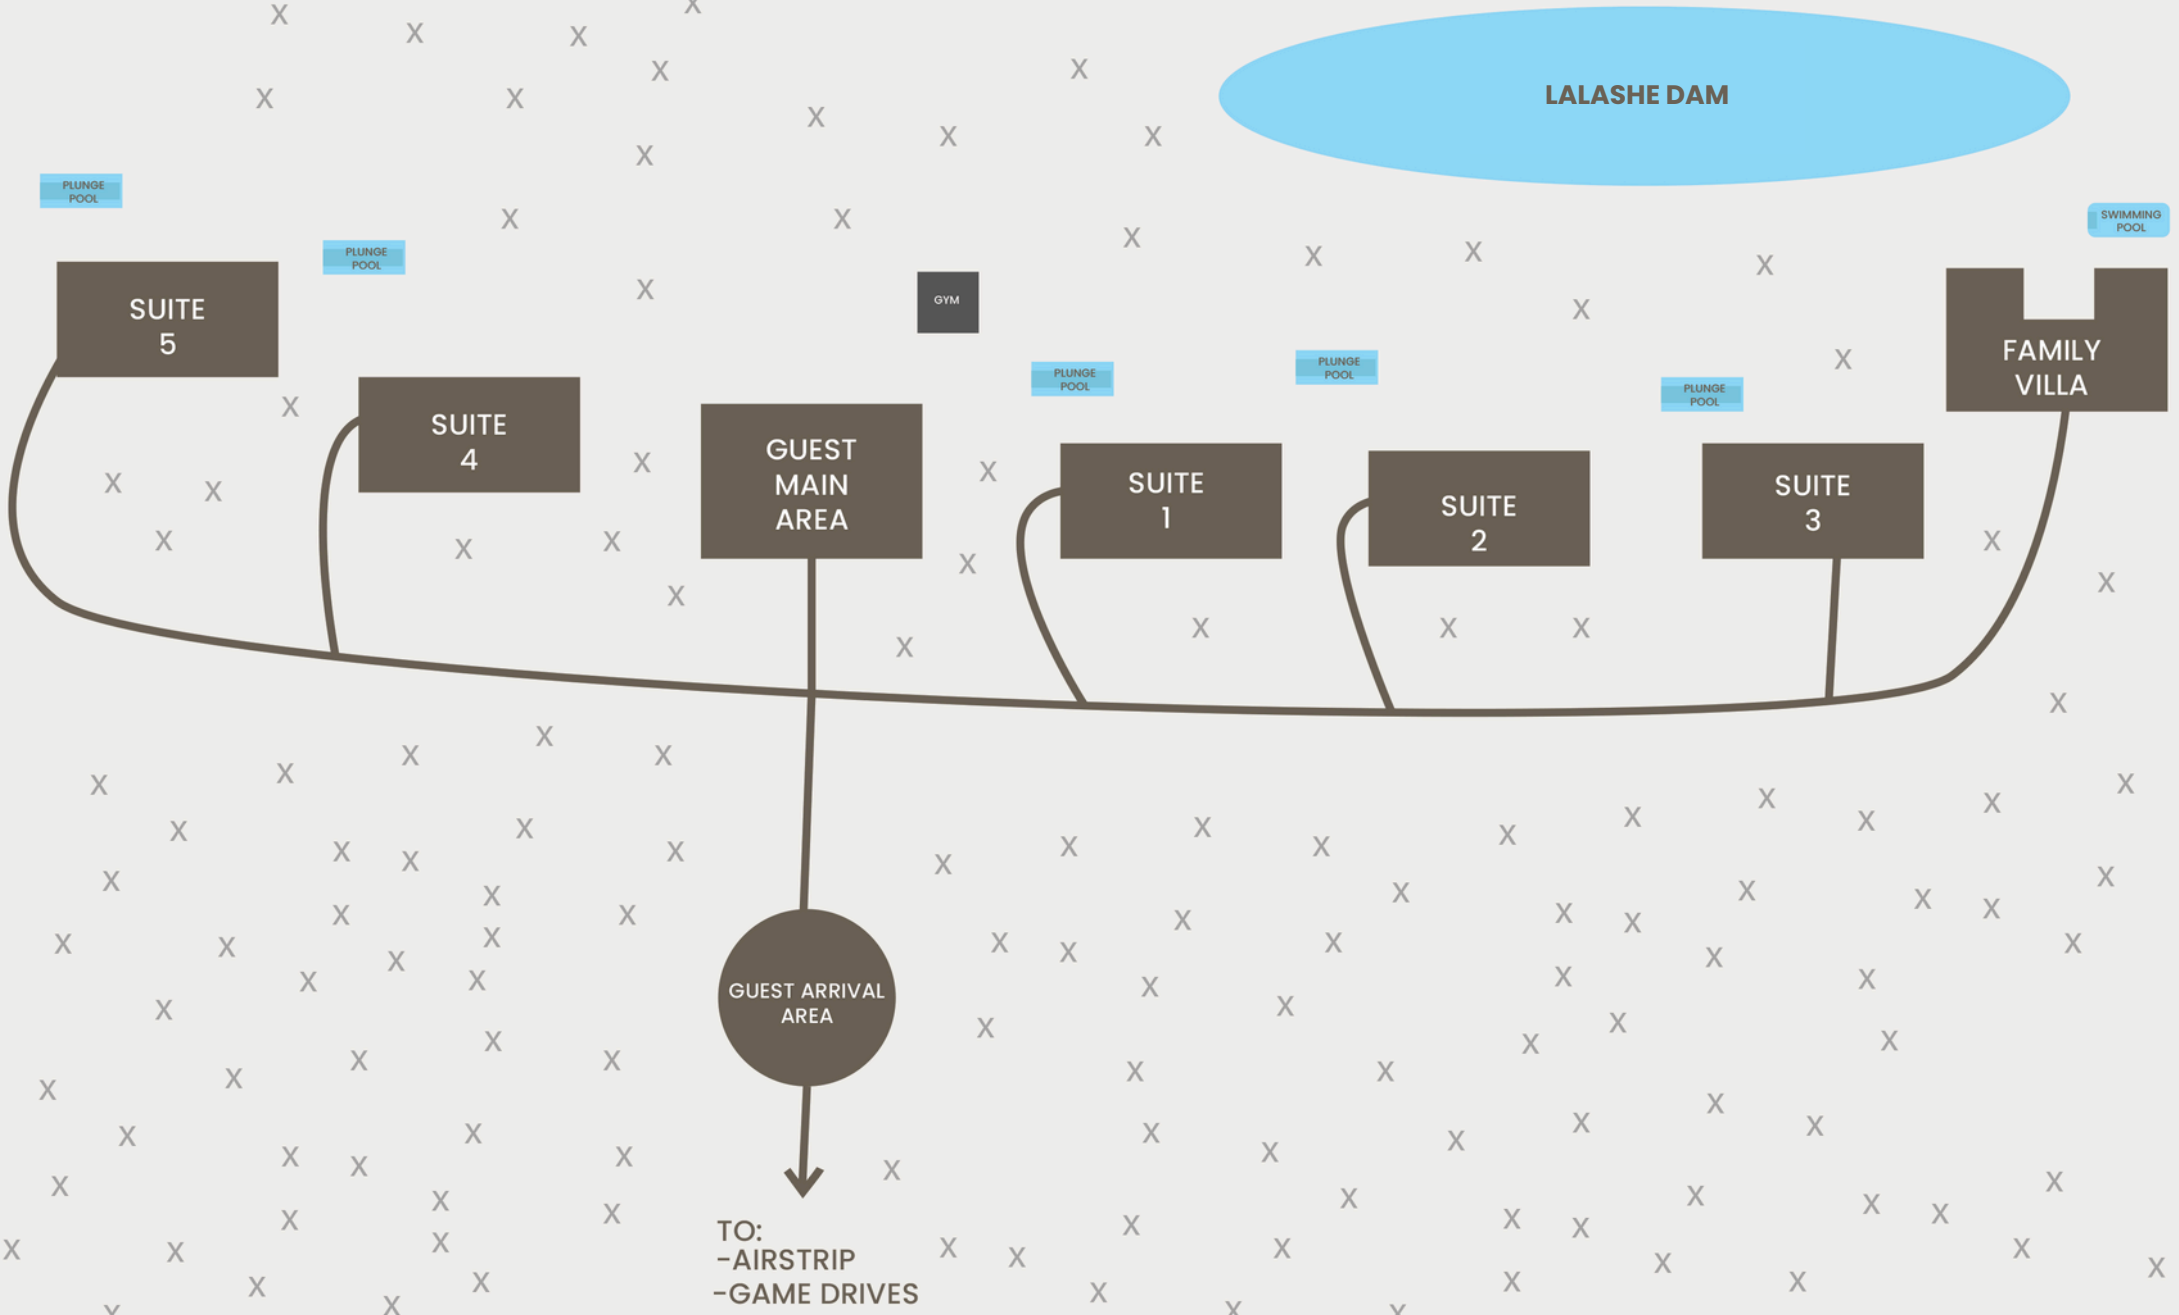 LALASHE DAM
PLUNGE
POOL
SWIMMING
POOL
PLUNGE
POOL
GYM
SUITE
5
FAMILY
VILLA
PLUNGE
POOL
PLUNGE
POOL
PLUNGE
POOL
SUITE
4
GUEST
MAIN
AREA
SUITE
1
SUITE
2
SUITE
3
GUEST ARRIVAL
AREA
TO:
-AIRSTRIP
-GAME DRIVES